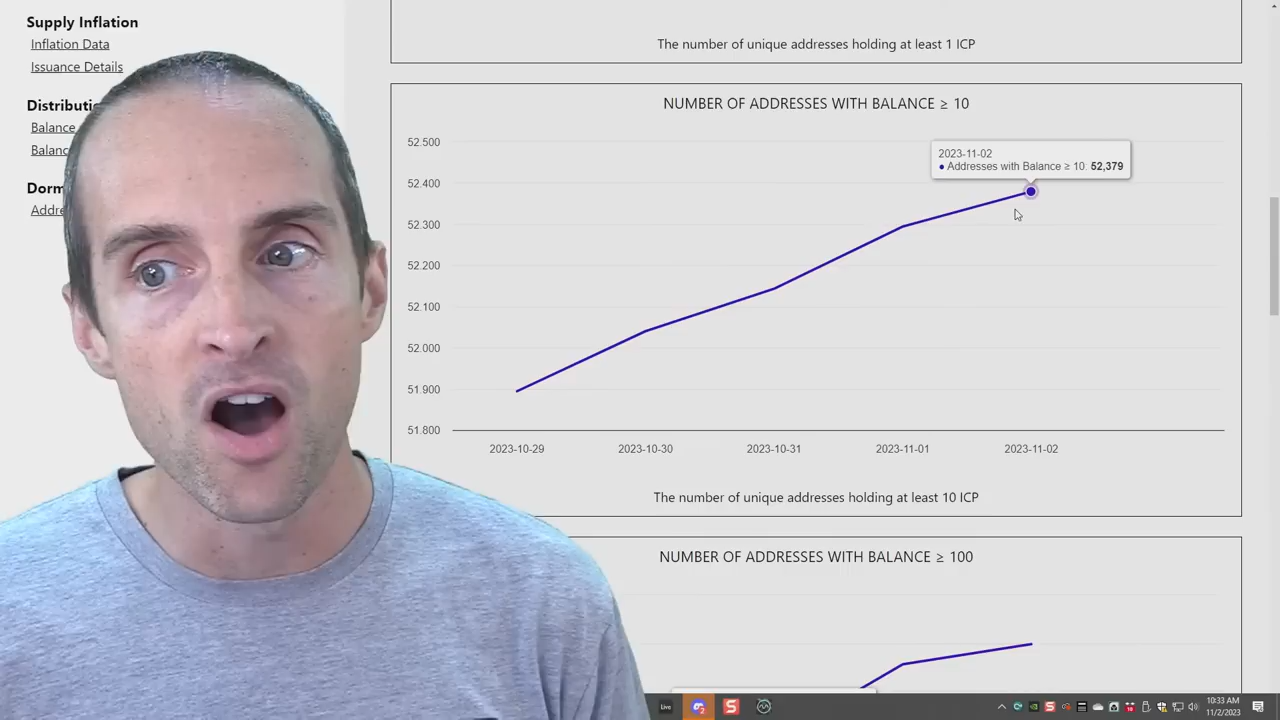 Supply Inflation
Inflation Data
Issuance Details
Distributio
Balance
Balanc
Dorm
Addre
The number of unique addresses holding at least 1 ICP
NUMBER OF ADDRESSES WITH BALANCE ≥ 10
52.500
52.400
52.300
52.200
52.100
52.000
51.900
51.800
2023-11-02
Addresses with Balance ≥ 10: 52,379
2023-10-29
2023-10-30
2023-10-31
2023-11-01
2023-11-02
The number of unique addresses holding at least 10 ICP
NUMBER OF ADDRESSES WITH BALANCE ≥ 100
Live
10:33 AM
11/2/2023